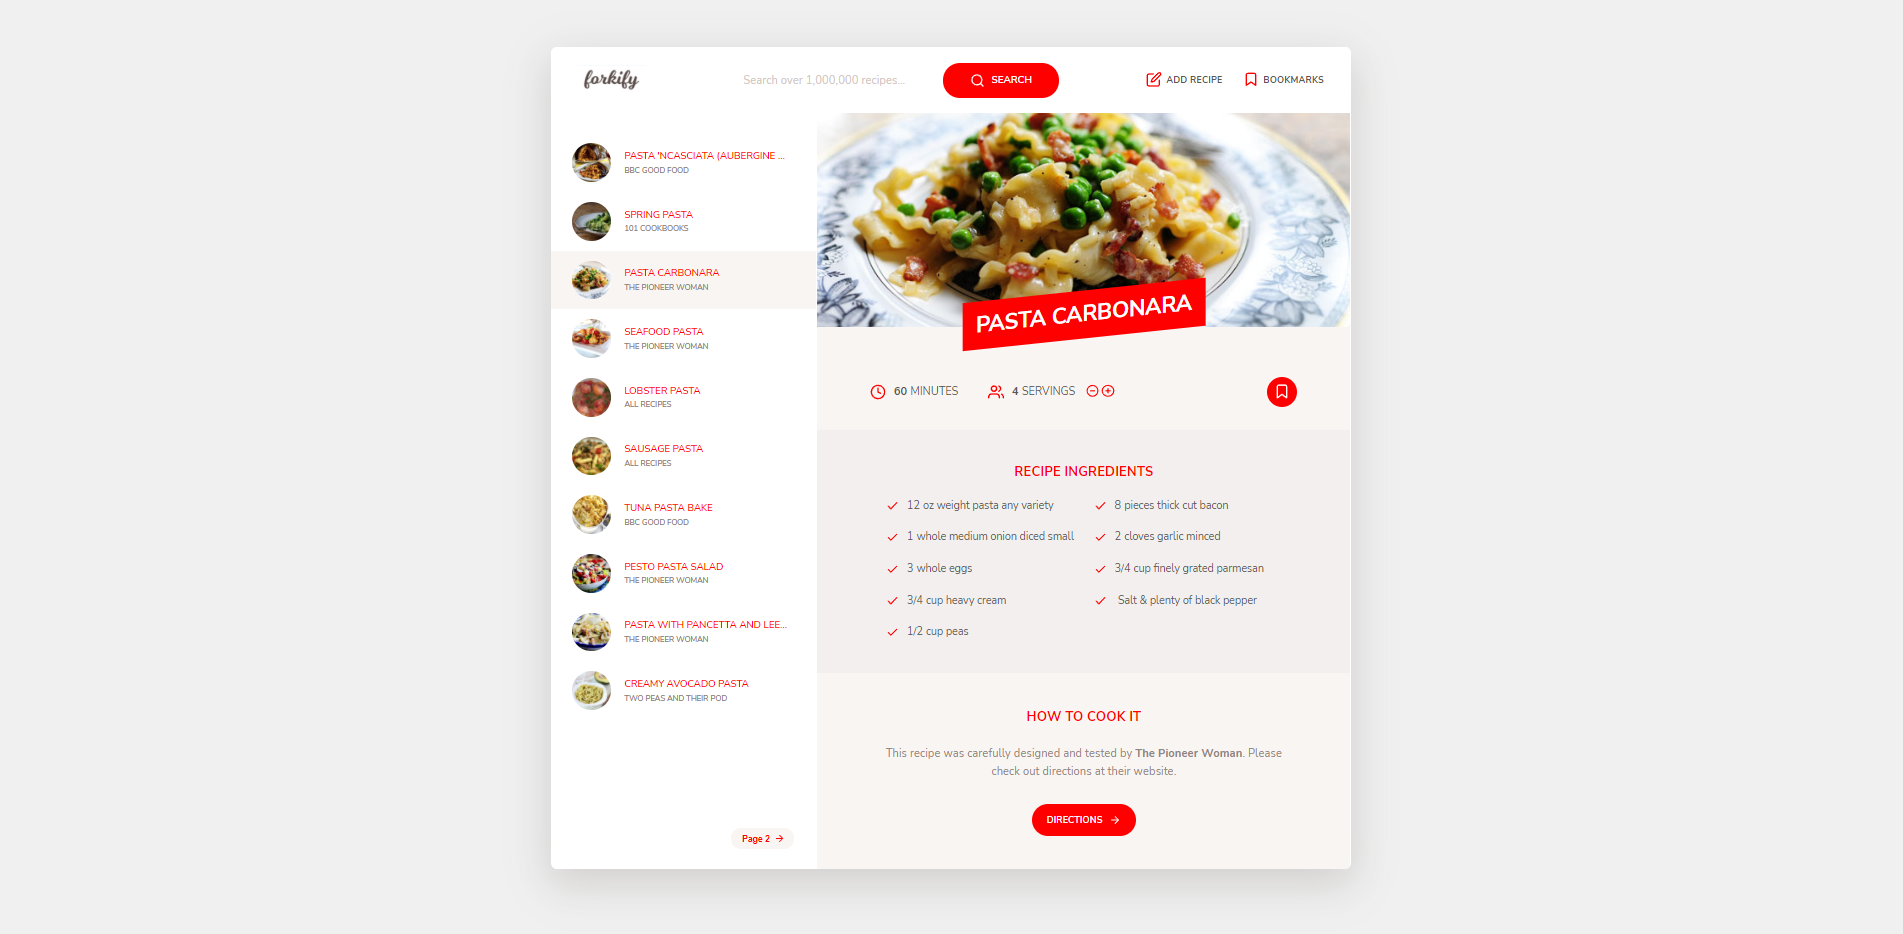 forkify
Search over 1,000,000 recipes...
SEARCH
ADD RECIPE
BOOKMARKS
PASTA 'NCASCIATA (AUBERGINE ...
BBC GOOD FOOD
SPRING PASTA
101 COOKBOOKS
PASTA CARBONARA
THE PIONEER WOMAN
SEAFOOD PASTA
THE PIONEER WOMAN
LOBSTER PASTA
ALL RECIPES
SAUSAGE PASTA
ALL RECIPES
TUNA PASTA BAKE
BBC GOOD FOOD
PESTO PASTA SALAD
THE PIONEER WOMAN
PASTA WITH PANCETTA AND LEE...
THE PIONEER WOMAN
CREAMY AVOCADO PASTA
TWO PEAS AND THEIR POD
Page 2
PASTA CARBONARA
60 MINUTES
4 SERVINGS
RECIPE INGREDIENTS
12 oz weight pasta any variety
8 pieces thick cut bacon
1 whole medium onion diced small
2 cloves garlic minced
3 whole eggs
3/4 cup finely grated parmesan
3/4 cup heavy cream
Salt & plenty of black pepper
1/2 cup peas
HOW TO COOK IT
This recipe was carefully designed and tested by The Pioneer Woman. Please
check out directions at their website.
DIRECTIONS